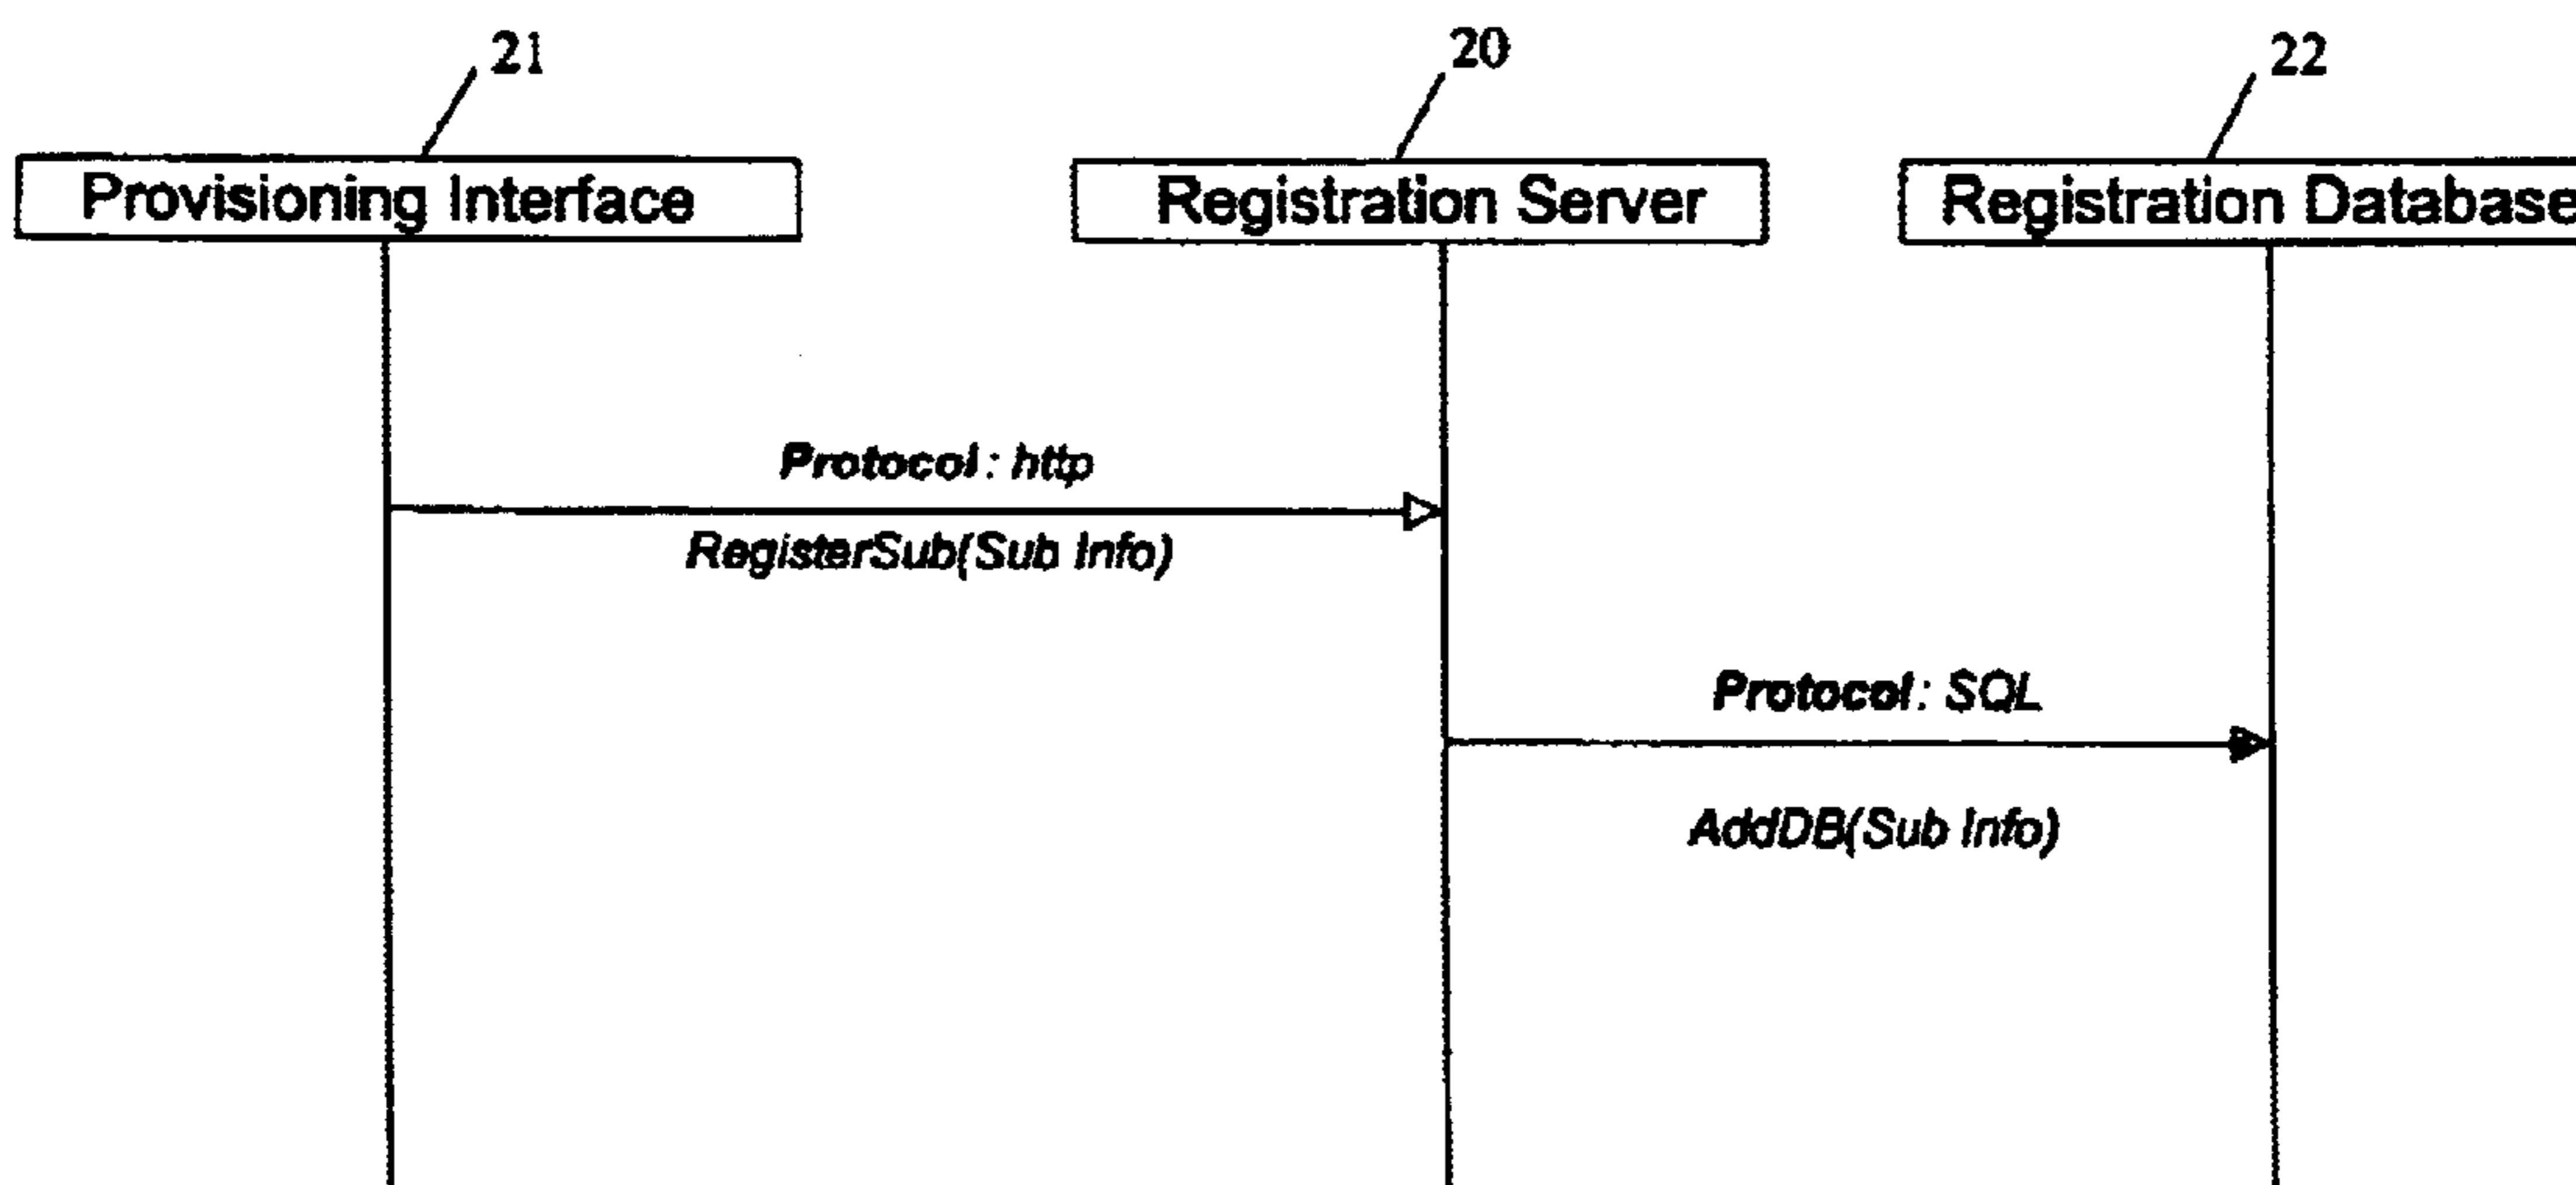 21
20
22
Provisioning Interface
Registration Server
Registration Database
Protocol: http
RegisterSub(Sub Info)
Protocol: SQL
AddDB(Sub Info)